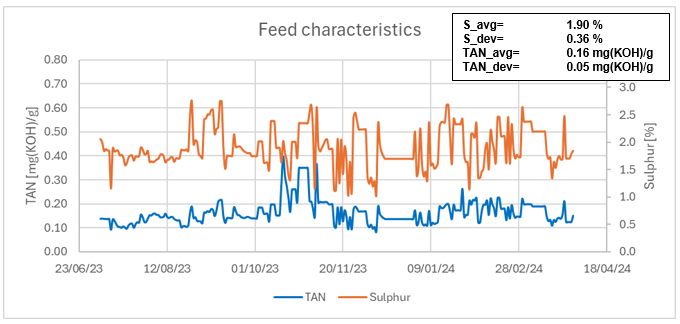 Feed characteristics
S_avg= 1.90 %
S_dev= 0.36 %
TAN_avg= 0.16 mg(KOH)/g
TAN_dev= 0.05 mg(KOH)/g
TAN [mg(KOH)/g]
0.80
0.70
0.60
0.50
0.40
0.30
0.20
0.10
0.00
3.0
2.5
2.0
1.5
1.0
0.5
0.0
Sulphur [%]
23/06/23 12/08/23 01/10/23 20/11/23 09/01/24 28/02/24 18/04/24
TAN Sulphur